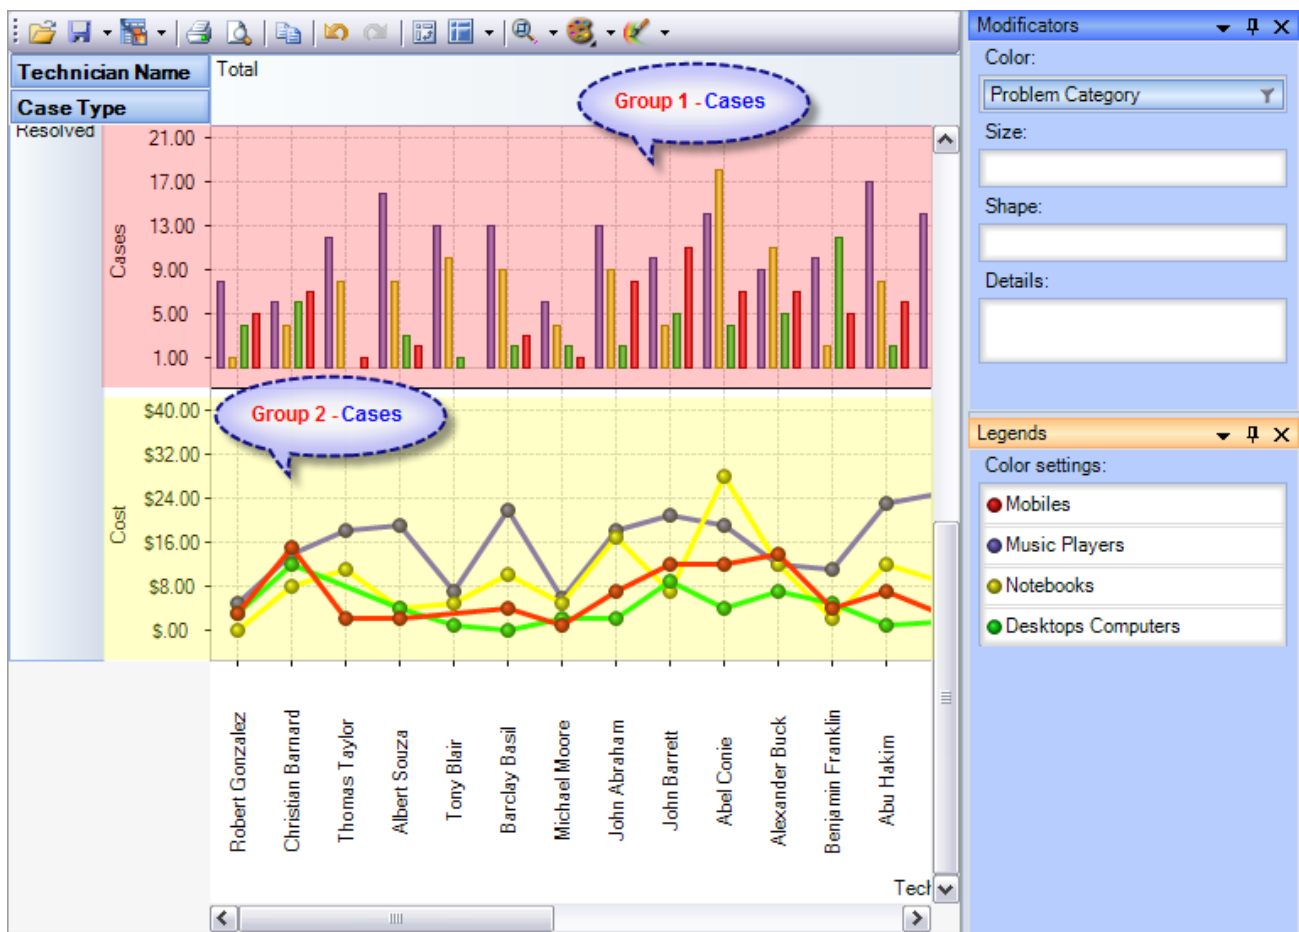 Technician Name
Total
Case Type
Resolved
Group 1 - Cases
21.00
17.00
13.00
9.00
5.00
1.00
Cases
Group 2 - Cases
$40.00
$32.00
$24.00
$16.00
$8.00
$.00
Cost
Robert Gonzalez
Christian Barnard
Thomas Taylor
Albert Souza
Tony Blair
Barclay Basil
Michael Moore
John Abraham
John Barrett
Abel Conie
Alexander Buck
Benjamin Franklin
Abu Hakim
Tech
Modificators
Color:
Problem Category
Size:
Shape:
Details:
Legends
Color settings:
Mobiles
Music Players
Notebooks
Desktops Computers